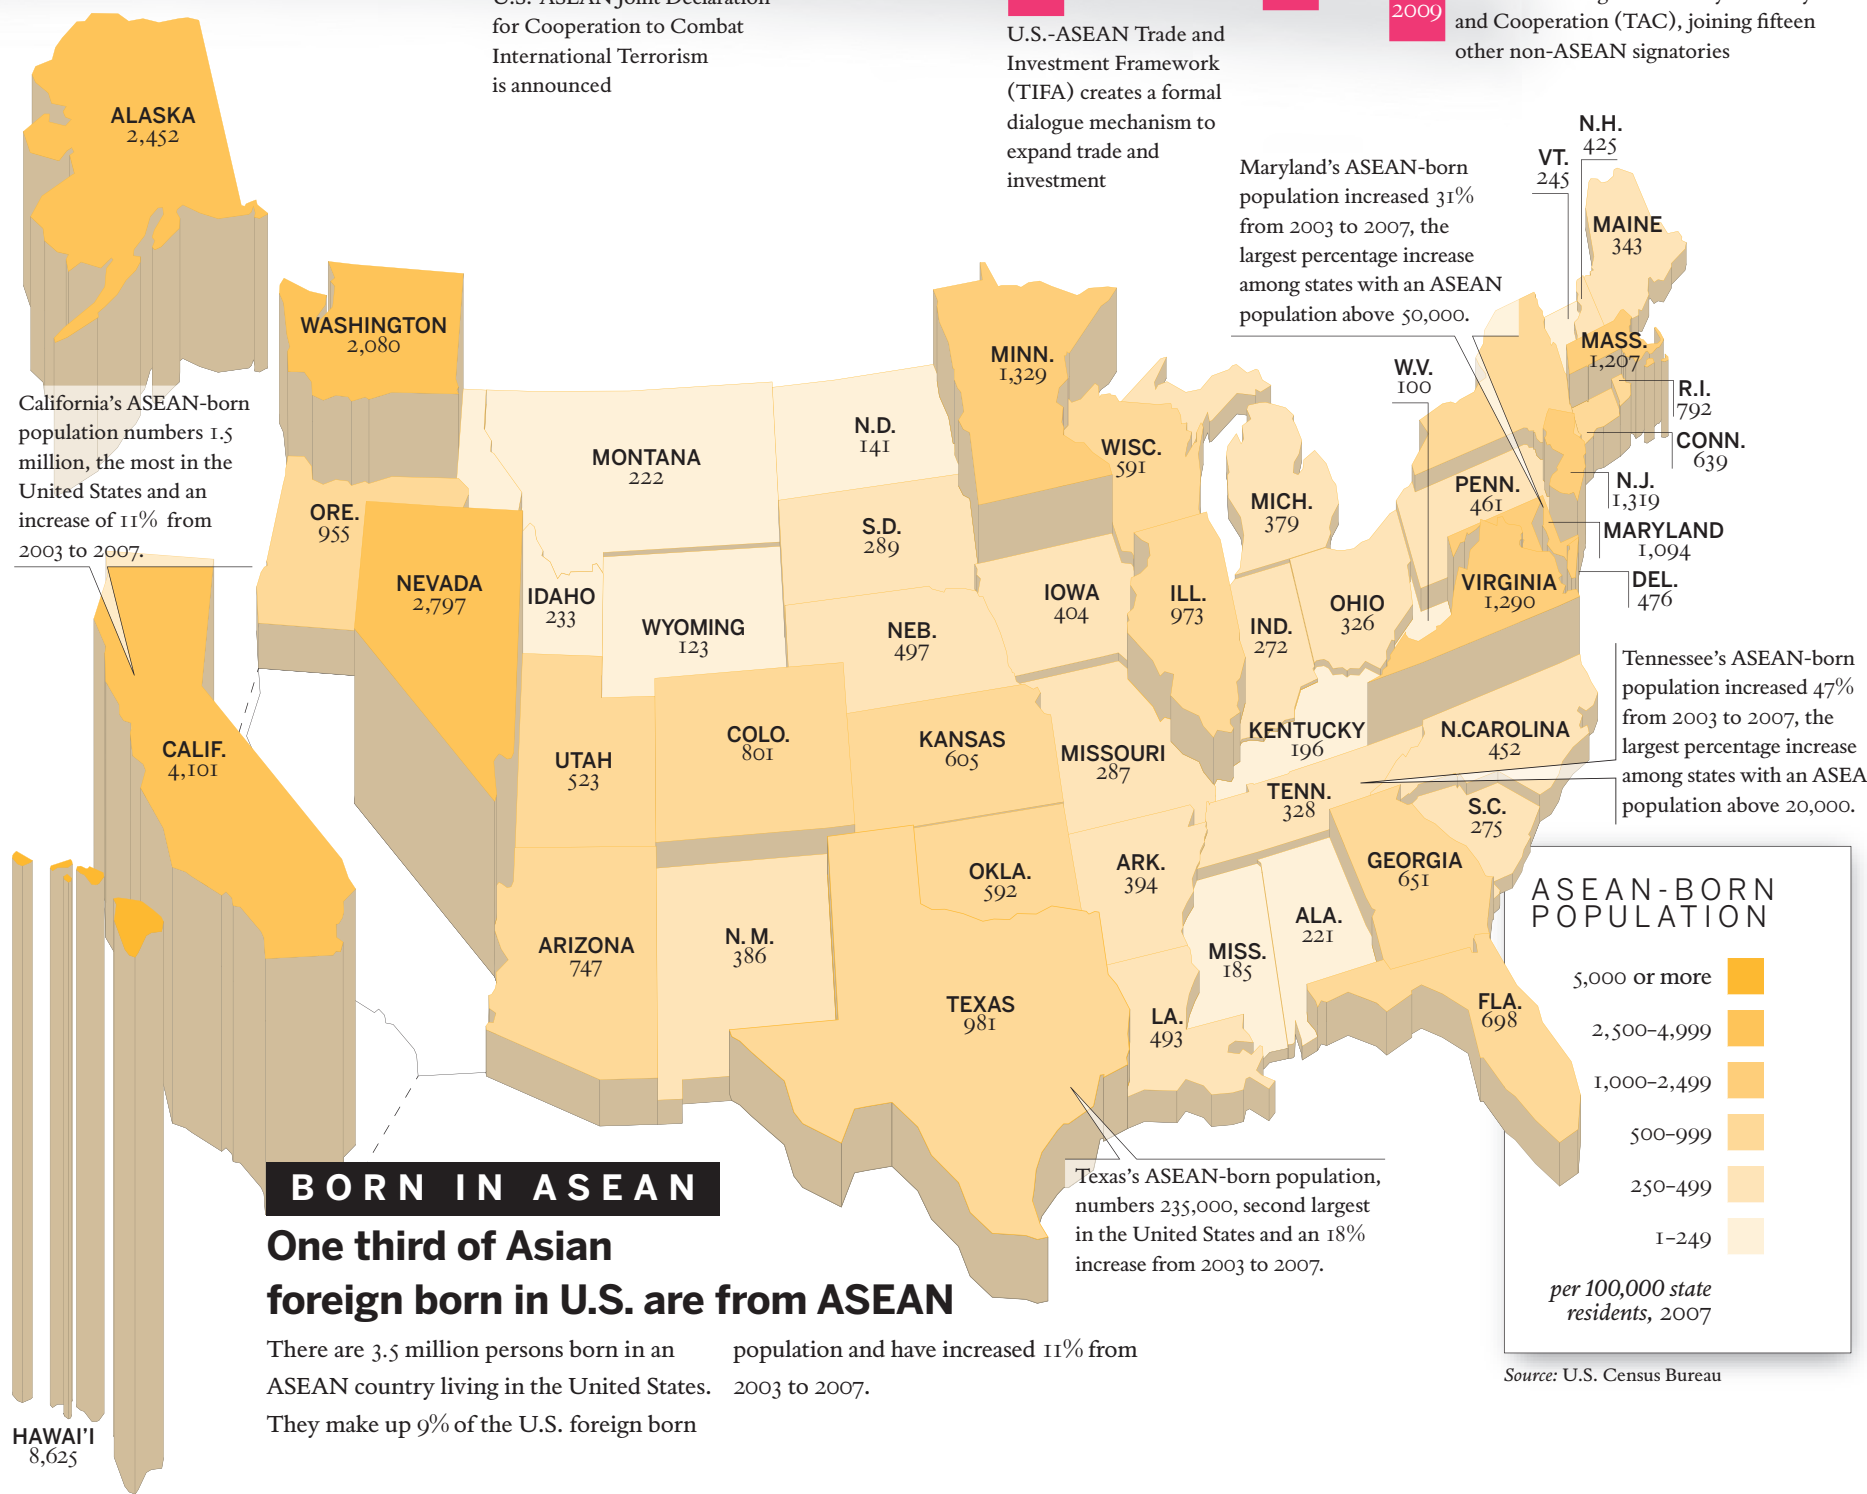 U.S.-ASEAN Joint Declaration
for Cooperation to Combat
International Terrorism
is announced
U.S.-ASEAN Trade and
Investment Framework
(TIFA) creates a formal
dialogue mechanism to
expand trade and
investment
2009
and Cooperation (TAC), joining fifteen
other non-ASEAN signatories
ALASKA
2,452
WASHINGTON
2,080
California's ASEAN-born
population numbers 1.5
million, the most in the
United States and an
increase of 11% from
2003 to 2007.
ORE.
955
NEVADA
2,797
CALIF.
4,101
IDAHO
233
MONTANA
222
WYOMING
123
UTAH
523
COLO.
801
ARIZONA
747
N.M.
386
N.D.
141
S.D.
289
NEB.
497
KANSAS
605
OKLA.
592
TEXAS
981
MINN.
1,329
IOWA
404
MISSOURI
287
ARK.
394
LA.
493
WISC.
591
ILL.
973
MICH.
379
IND.
272
OHIO
326
KENTUCKY
196
TENN.
328
MISS.
185
ALA.
221
GEORGIA
651
FLA.
698
S.C.
275
N.CAROLINA
452
VIRGINIA
1,290
W.V.
100
PENN.
461
Maryland's ASEAN-born
population increased 31%
from 2003 to 2007, the
largest percentage increase
among states with an ASEAN
population above 50,000.
VT.
245
N.H.
425
MAINE
343
MASS.
1,207
R.I.
792
CONN.
639
N.J.
1,319
MARYLAND
1,094
DEL.
476
Tennessee's ASEAN-born
population increased 47%
from 2003 to 2007, the
largest percentage increase
among states with an ASEA
population above 20,000.
Texas's ASEAN-born population,
numbers 235,000, second largest
in the United States and an 18%
increase from 2003 to 2007.
HAWAI'I
8,625
BORN IN ASEAN
One third of Asian
foreign born in U.S. are from ASEAN
There are 3.5 million persons born in an
ASEAN country living in the United States.
They make up 9% of the U.S. foreign born
population and have increased 11% from
2003 to 2007.
ASEAN-BORN
POPULATION
5,000 or more
2,500-4,999
1,000-2,499
500-999
250-499
1-249
per 100,000 state
residents, 2007
Source: U.S. Census Bureau